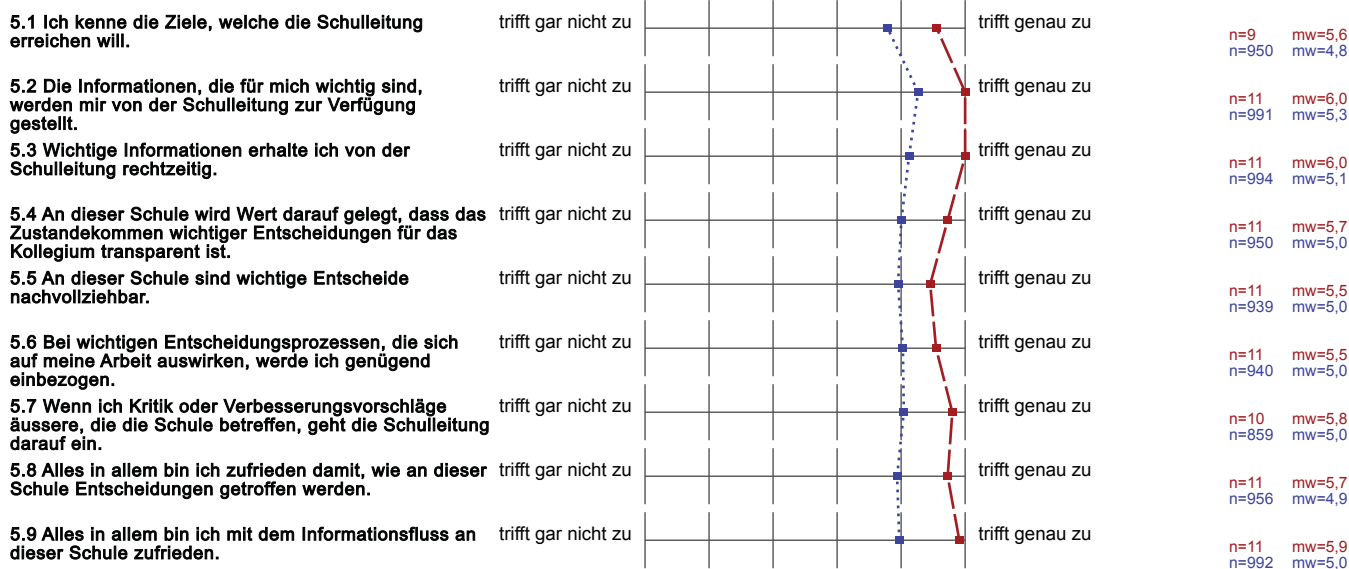 5.1 Ich kenne die Ziele, welche die Schulleitung
erreichen will.
trifft gar nicht zu
trifft genau zu
n=9 mw=5,6
n=950 mw=4,8
5.2 Die Informationen, die für mich wichtig sind,
werden mir von der Schulleitung zur Verfügung
gestellt.
trifft gar nicht zu
trifft genau zu
n=11 mw=6,0
n=991 mw=5,3
5.3 Wichtige Informationen erhalte ich von der
Schulleitung rechtzeitig.
trifft gar nicht zu
trifft genau zu
n=11 mw=6,0
n=994 mw=5,1
5.4 An dieser Schule wird Wert darauf gelegt, dass das
Zustandekommen wichtiger Entscheidungen für das
Kollegium transparent ist.
trifft gar nicht zu
trifft genau zu
n=11 mw=5,7
n=950 mw=5,0
5.5 An dieser Schule sind wichtige Entscheide
nachvollziehbar.
trifft gar nicht zu
trifft genau zu
n=11 mw=5,5
n=939 mw=5,0
5.6 Bei wichtigen Entscheidungsprozessen, die sich
auf meine Arbeit auswirken, werde ich genügend
einbezogen.
trifft gar nicht zu
trifft genau zu
n=11 mw=5,5
n=940 mw=5,0
5.7 Wenn ich Kritik oder Verbesserungsvorschläge
äussere, die die Schule betreffen, geht die Schulleitung
darauf ein.
trifft gar nicht zu
trifft genau zu
n=10 mw=5,8
n=859 mw=5,0
5.8 Alles in allem bin ich zufrieden damit, wie an dieser
Schule Entscheidungen getroffen werden.
trifft gar nicht zu
trifft genau zu
n=11 mw=5,7
n=956 mw=4,9
5.9 Alles in allem bin ich mit dem Informationsfluss an
dieser Schule zufrieden.
trifft gar nicht zu
trifft genau zu
n=11 mw=5,9
n=992 mw=5,0